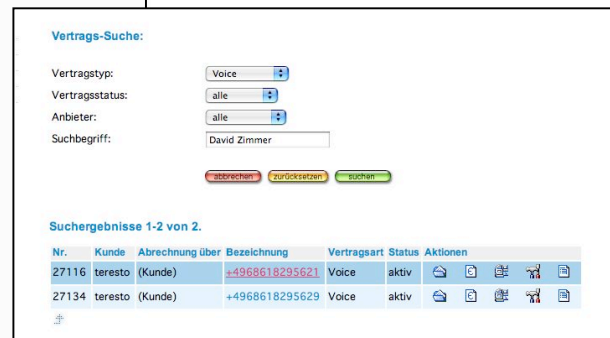 Vertrags-Suche:
Vertragstyp: Voice
Vertragsstatus: alle
Anbieter: alle
Suchbegriff: David Zimmer
abbrechen zurücksetzen suchen
Suchergebnisse 1-2 von 2.
Nr. Kunde Abrechnung über Bezeichnung Vertragsart Status Aktionen
27116 teresto (Kunde) +4968618295621 Voice aktiv
27134 teresto (Kunde) +4968618295629 Voice aktiv